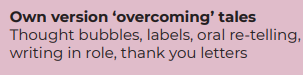 Own version ‘overcoming’ tales
Thought bubbles, labels, oral re-telling,
writing in role, thank you letters